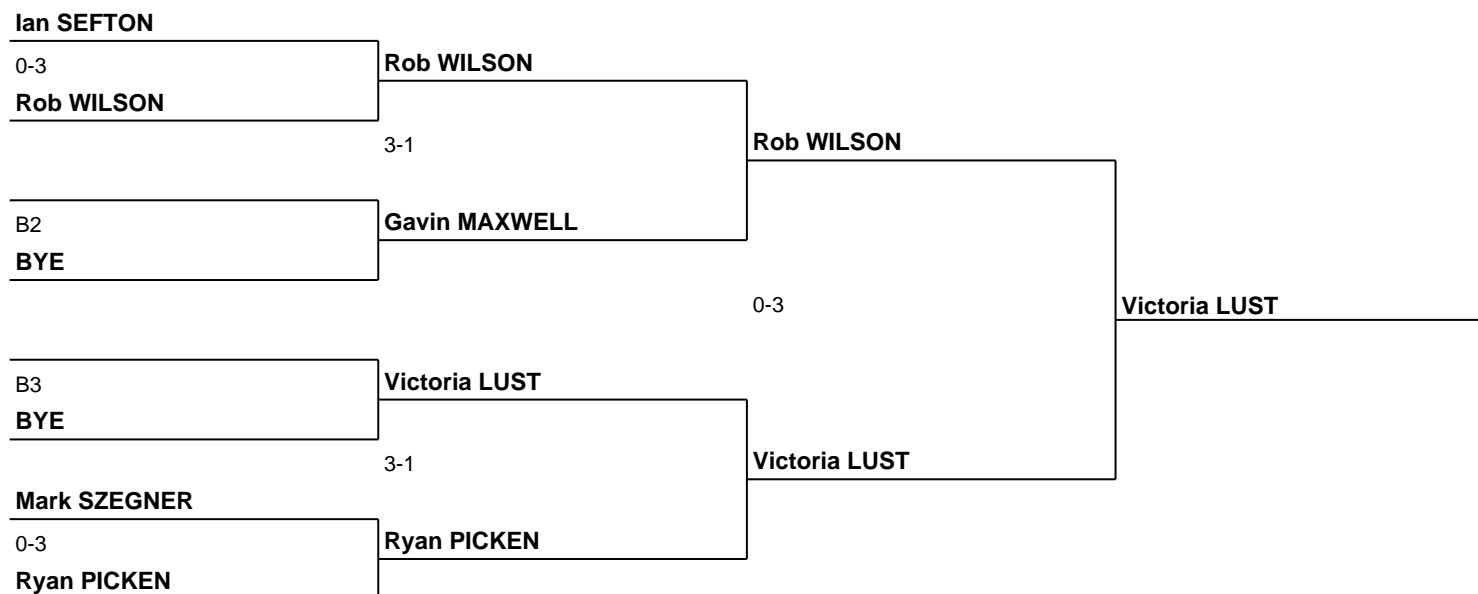 Ian SEFTON
0-3
Rob WILSON
Rob WILSON
3-1
Rob WILSON
B2
Gavin MAXWELL
BYE
0-3
Victoria LUST
B3
Victoria LUST
BYE
3-1
Victoria LUST
Mark SZEGNER
0-3
Ryan PICKEN
Ryan PICKEN